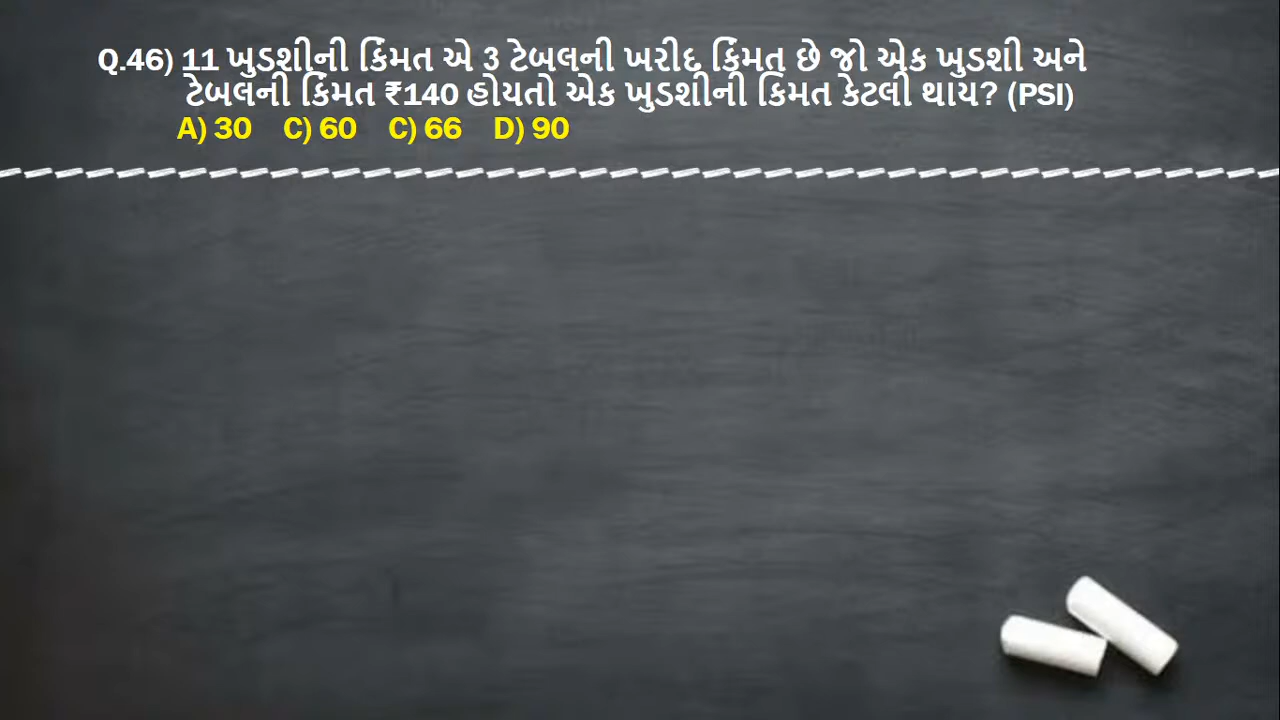 Q.46) 11 ખુડશીની કિંમત એ 3 ટેબલની ખરીદ કિંમત છે જો એક ખુડશી અને
ટેબલની કિંમત ₹140 હોયતો એક ખુડશીની કિંમત કેટલી થાય? (PSI)
A) 30 C) 60 C) 66 D) 90